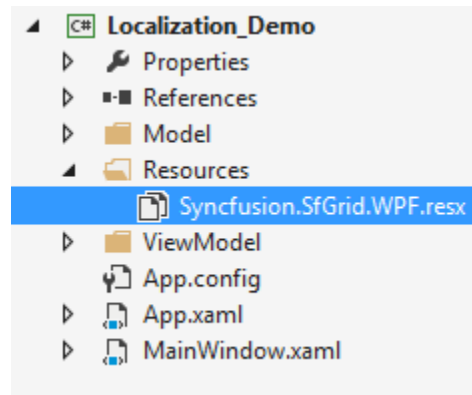 C# Localization_Demo
Properties
References
Model
Resources
Syncfusion.SfGrid.WPF.resx
ViewModel
App.config
App.xaml
MainWindow.xaml